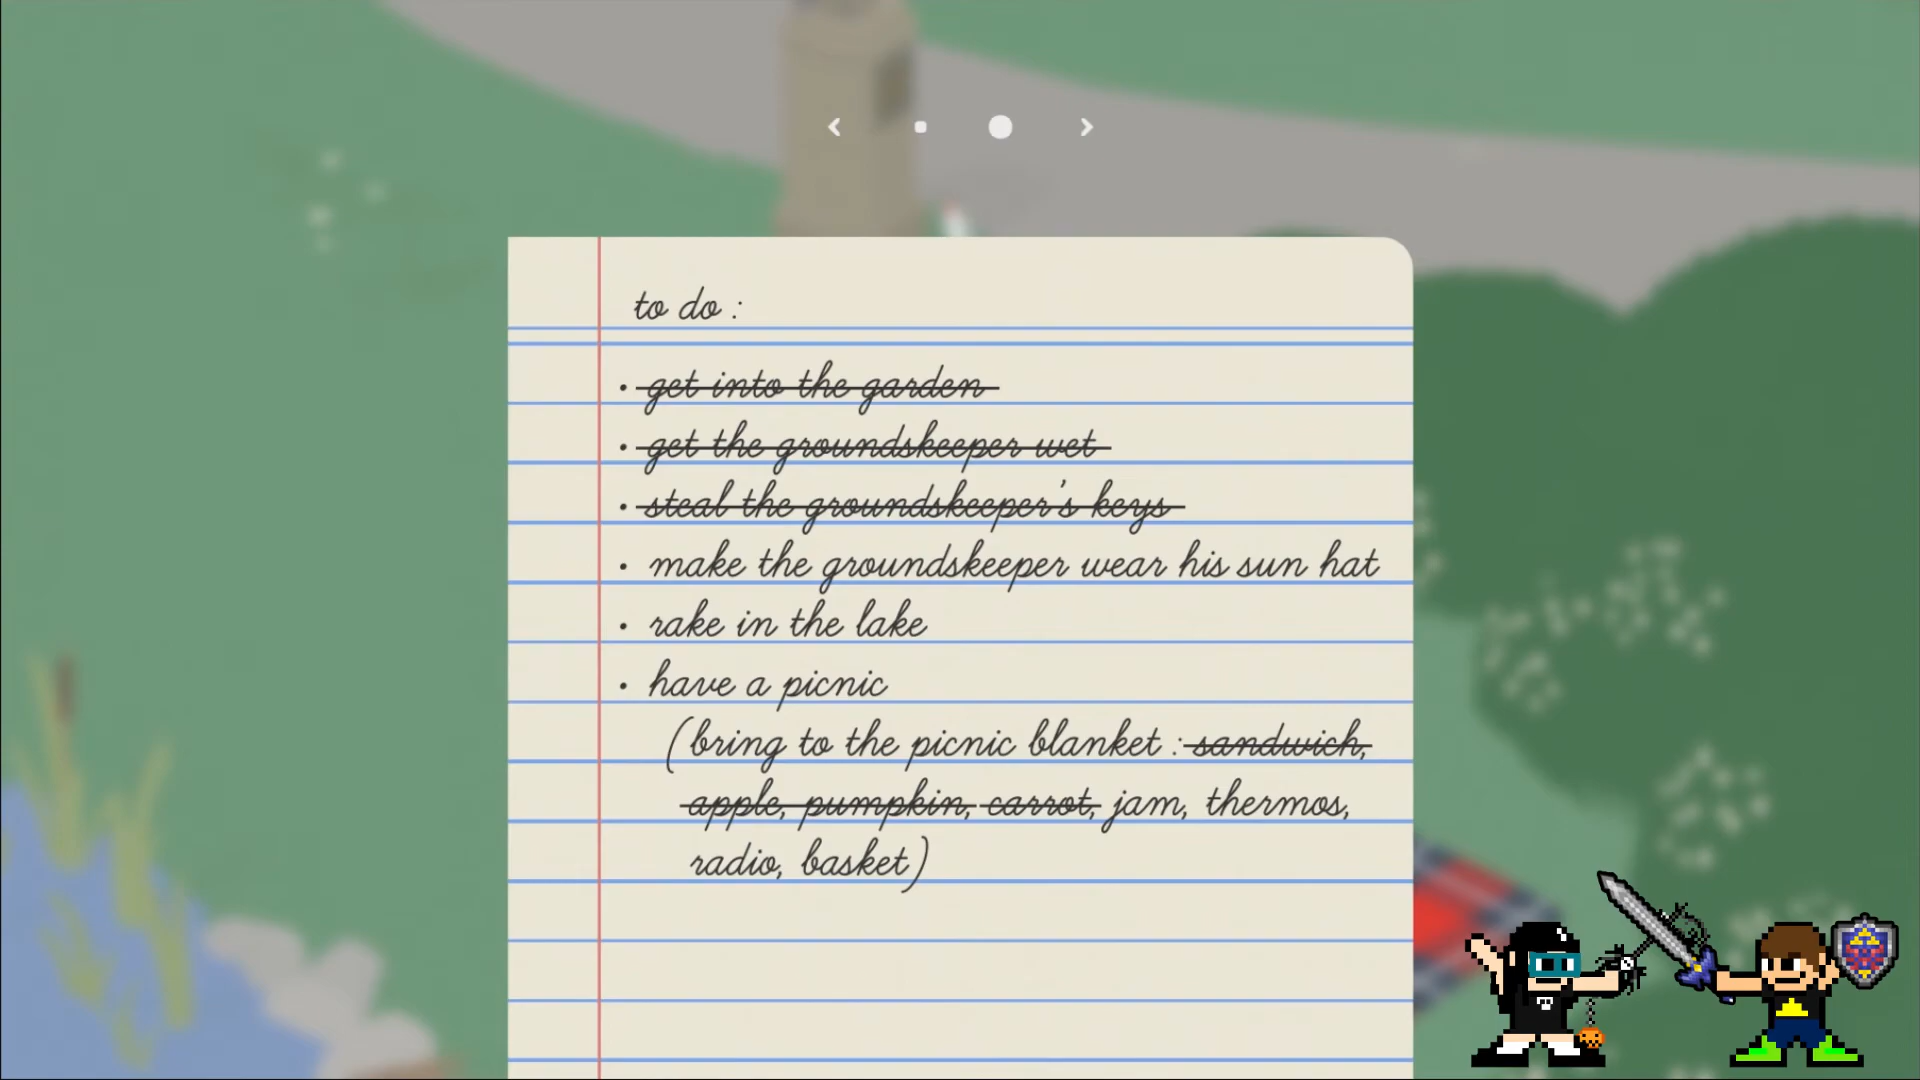 to do :
• get into the garden
• get the groundskeeper wet
• steal the groundskeeper's keys
• make the groundskeeper wear his sun hat
• rake in the lake
• have a picnic
(bring to the picnic blanket : sandwich,
apple, pumpkin, carrot, jam, thermos,
radio, basket)